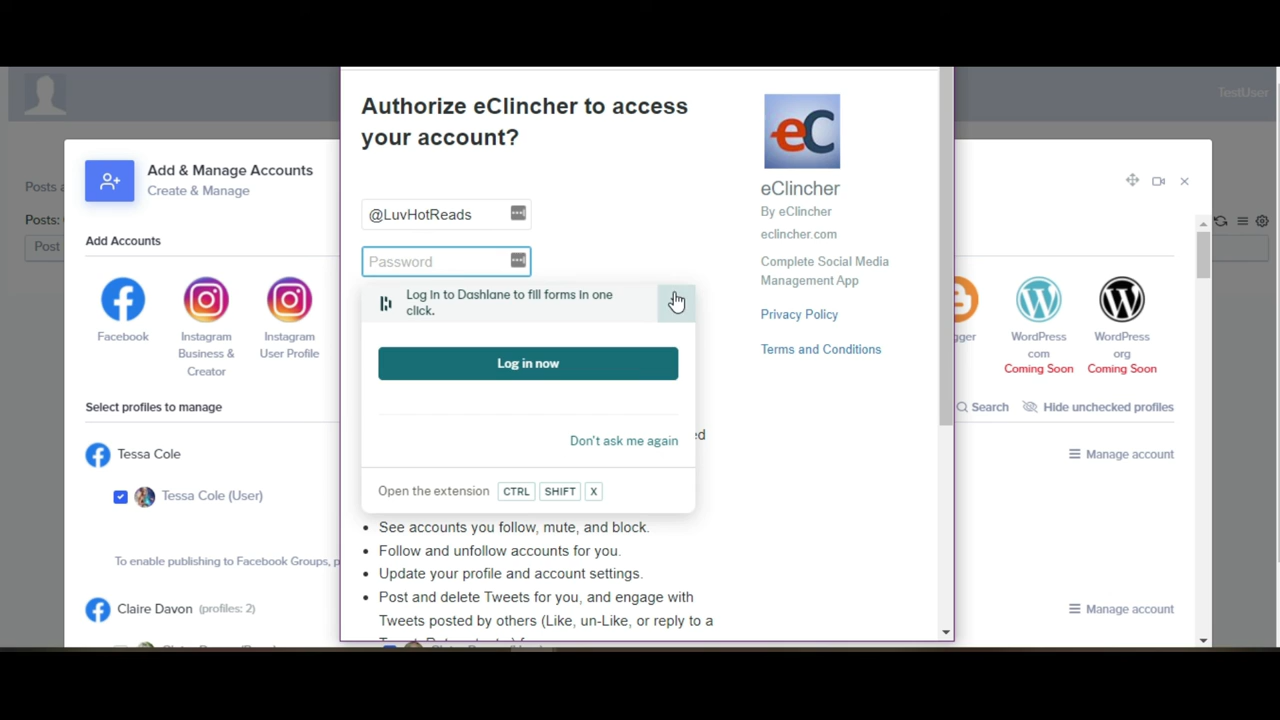 TestUser
Authorize eClincher to access
your account?
eC
eClincher
By eClincher
eclincher.com
Complete Social Media
Management App
Privacy Policy
Terms and Conditions
@LuvHotReads
Password
Log in to Dashlane to fill forms in one
click.
Log in now
Don't ask me again
Open the extension CTRL SHIFT X
See accounts you follow, mute, and block.
Follow and unfollow accounts for you.
Update your profile and account settings.
Post and delete Tweets for you, and engage with
Tweets posted by others (Like, un-Like, or reply to a
Add & Manage Accounts
Create & Manage
Posts
Posts:
Post
Add Accounts
Facebook
Instagram
Business &
Creator
Instagram
User Profile
WordPress
com
Coming Soon
WordPress
org
Coming Soon
Select profiles to manage
Search
Hide unchecked profiles
Tessa Cole
Manage account
Tessa Cole (User)
To enable publishing to Facebook Groups, p
Claire Davon (profiles: 2)
Manage account